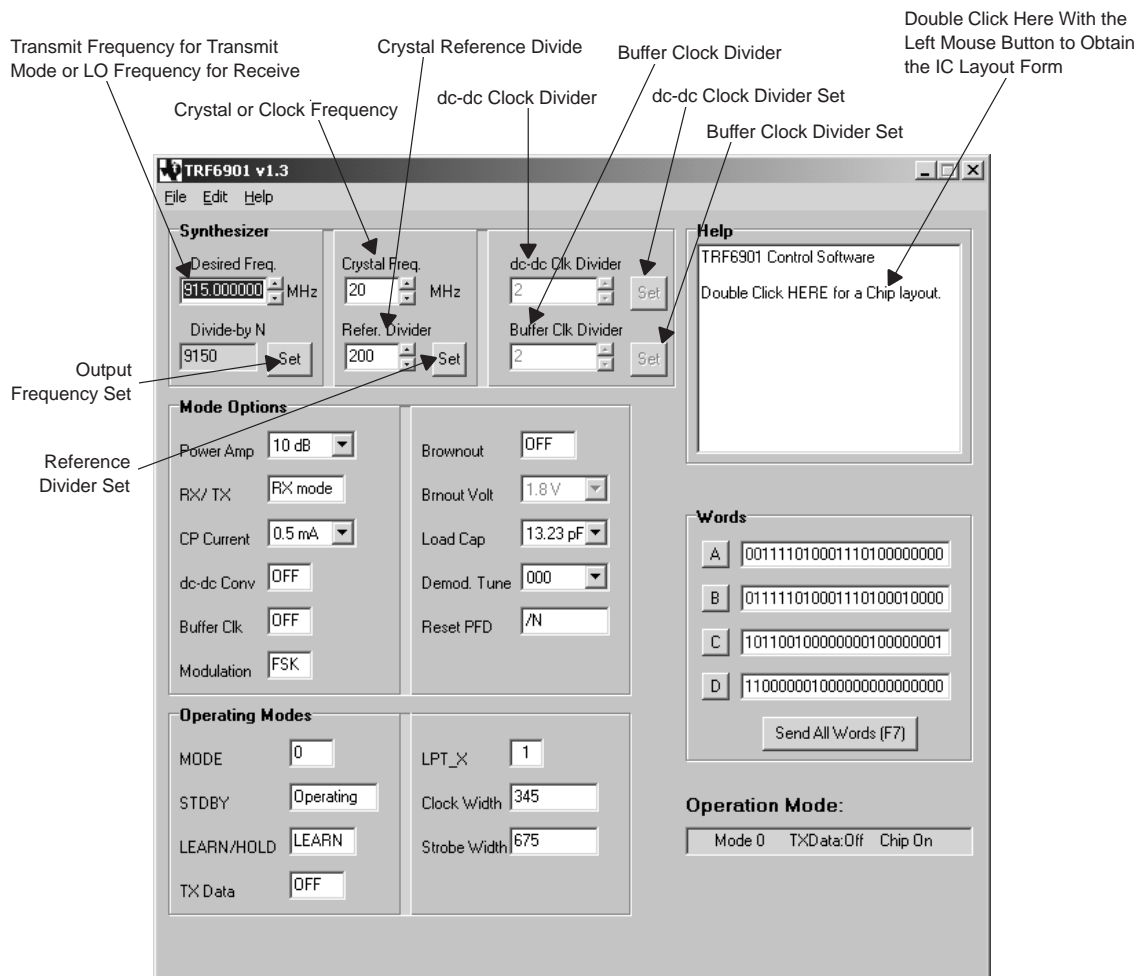 Double Click Here With the
Left Mouse Button to Obtain
the IC Layout Form
Transmit Frequency for Transmit
Mode or LO Frequency for Receive
Crystal Reference Divide
Buffer Clock Divider
Crystal or Clock Frequency
dc-dc Clock Divider
dc-dc Clock Divider Set
Buffer Clock Divider Set
TRF6901 v1.3
File Edit Help
Synthesizer
Desired Freq.
915.000000 MHz
Divide-by N
9150 Set
Crystal Freq.
20 MHz
Refer. Divider
200 Set
dc-dc Clk Divider
2 Set
Buffer Clk Divider
2 Set
Help
TRF6901 Control Software
Double Click HERE for a Chip layout.
Output
Frequency Set
Reference
Divider Set
Mode Options
Power Amp 10 dB
RX/ TX RX mode
CP Current 0.5 mA
dc-dc Conv OFF
Buffer Clk OFF
Modulation FSK
Brownout OFF
Brnout Volt 1.8 V
Load Cap 13.23 pF
Demod. Tune 000
Reset PFD /N
Words
A 001111010001110100000000
B 011111010001110100010000
C 101100100000000100000001
D 110000001000000000000000
Send All Words (F7)
Operating Modes
MODE 0
STDBY Operating
LEARN/HOLD LEARN
TX Data OFF
LPT_X 1
Clock Width 345
Strobe Width 675
Operation Mode:
Mode 0 TXData:Off Chip On